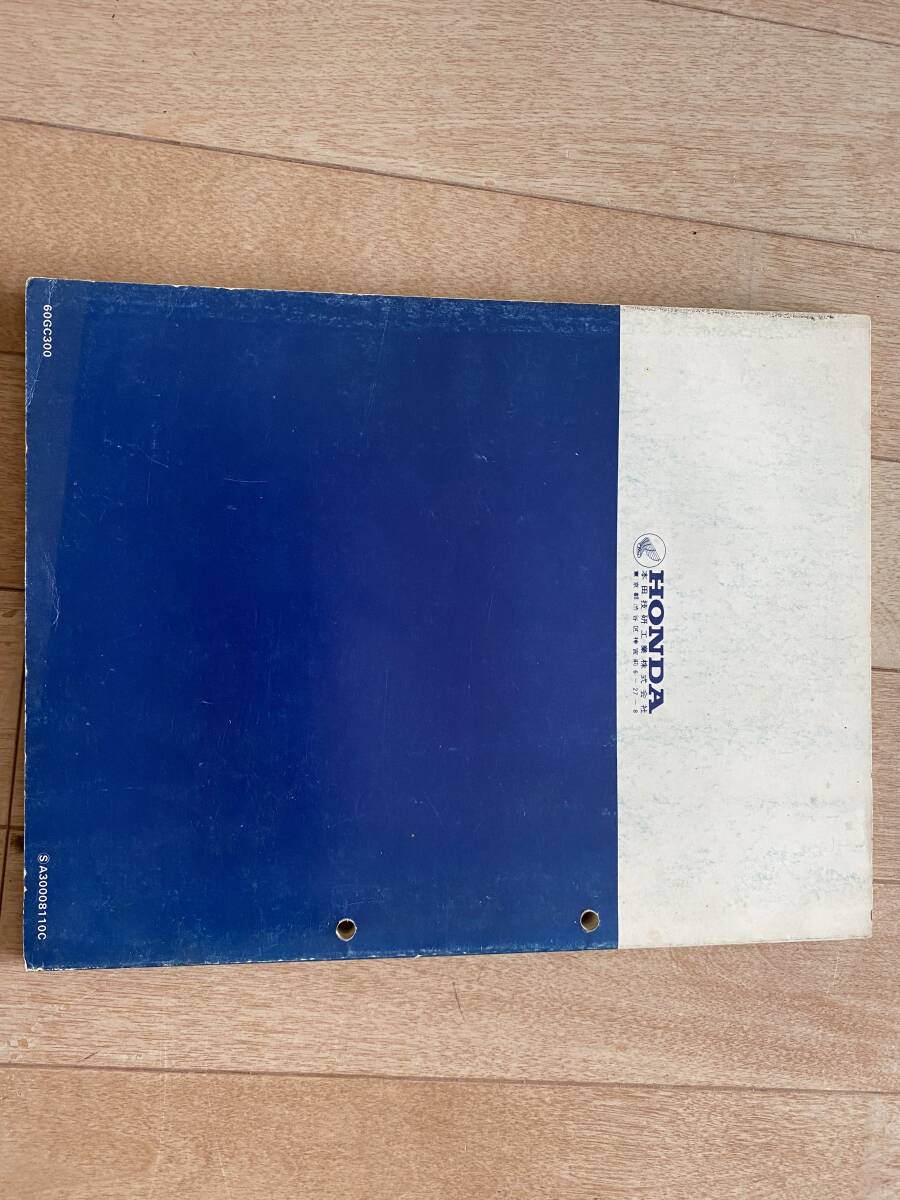 HONDA
本田技研工業株式会社
東京都渋谷区神宮前6-27-8
60GC300
Ⓢ A30008110C